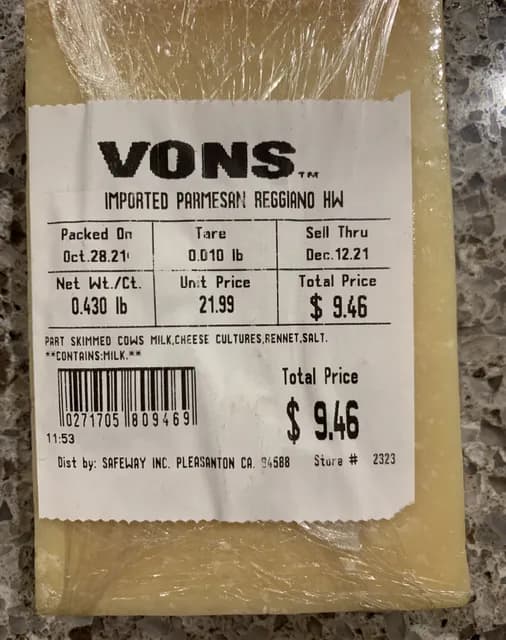 VONS™
IMPORTED PARMESAN REGGIANO HW
Packed On Tare Sell Thru
Oct.28.21 0.010 lb Dec.12.21
Net Wt./Ct. Unit Price Total Price
0.430 lb 21.99 $ 9.46
PART SKIMMED COWS MILK,CHEESE CULTURES,RENNET,SALT.
**CONTAINS:MILK.**
Total Price
$ 9.46
0271705 809469
11:53
Dist by: SAFEWAY INC. PLEASANTON CA. 94588 Store # 2323